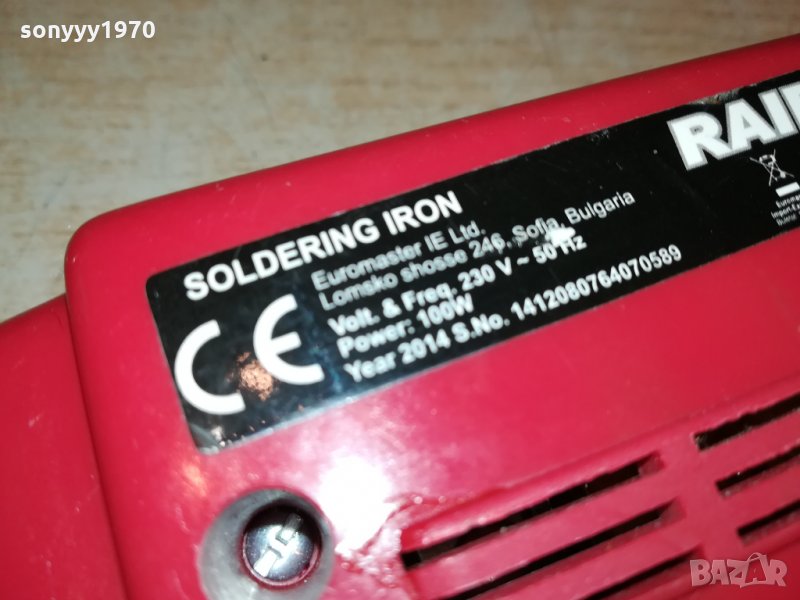 sonyyy1970
SOLDERING IRON
Euromaster IE Ltd.
Lomsko shosse 246, Sofia, Bulgaria
Volt. & Freq. 230 V ~ 50 Hz
Power: 100W
Year 2014 S.No. 1412080764070589
CE
RAI
BAZAR